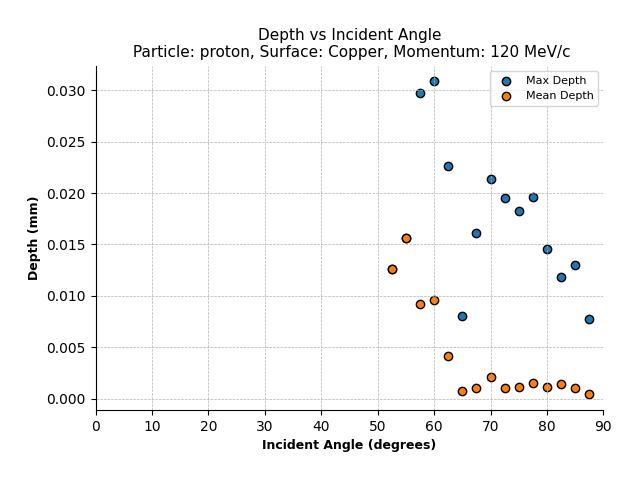 Depth vs Incident Angle
Particle: proton, Surface: Copper, Momentum: 120 MeV/c
Max Depth
Mean Depth
0.030
0.025
0.020
0.015
0.010
0.005
0.000
Depth (mm)
0 10 20 30 40 50 60 70 80 90
Incident Angle (degrees)